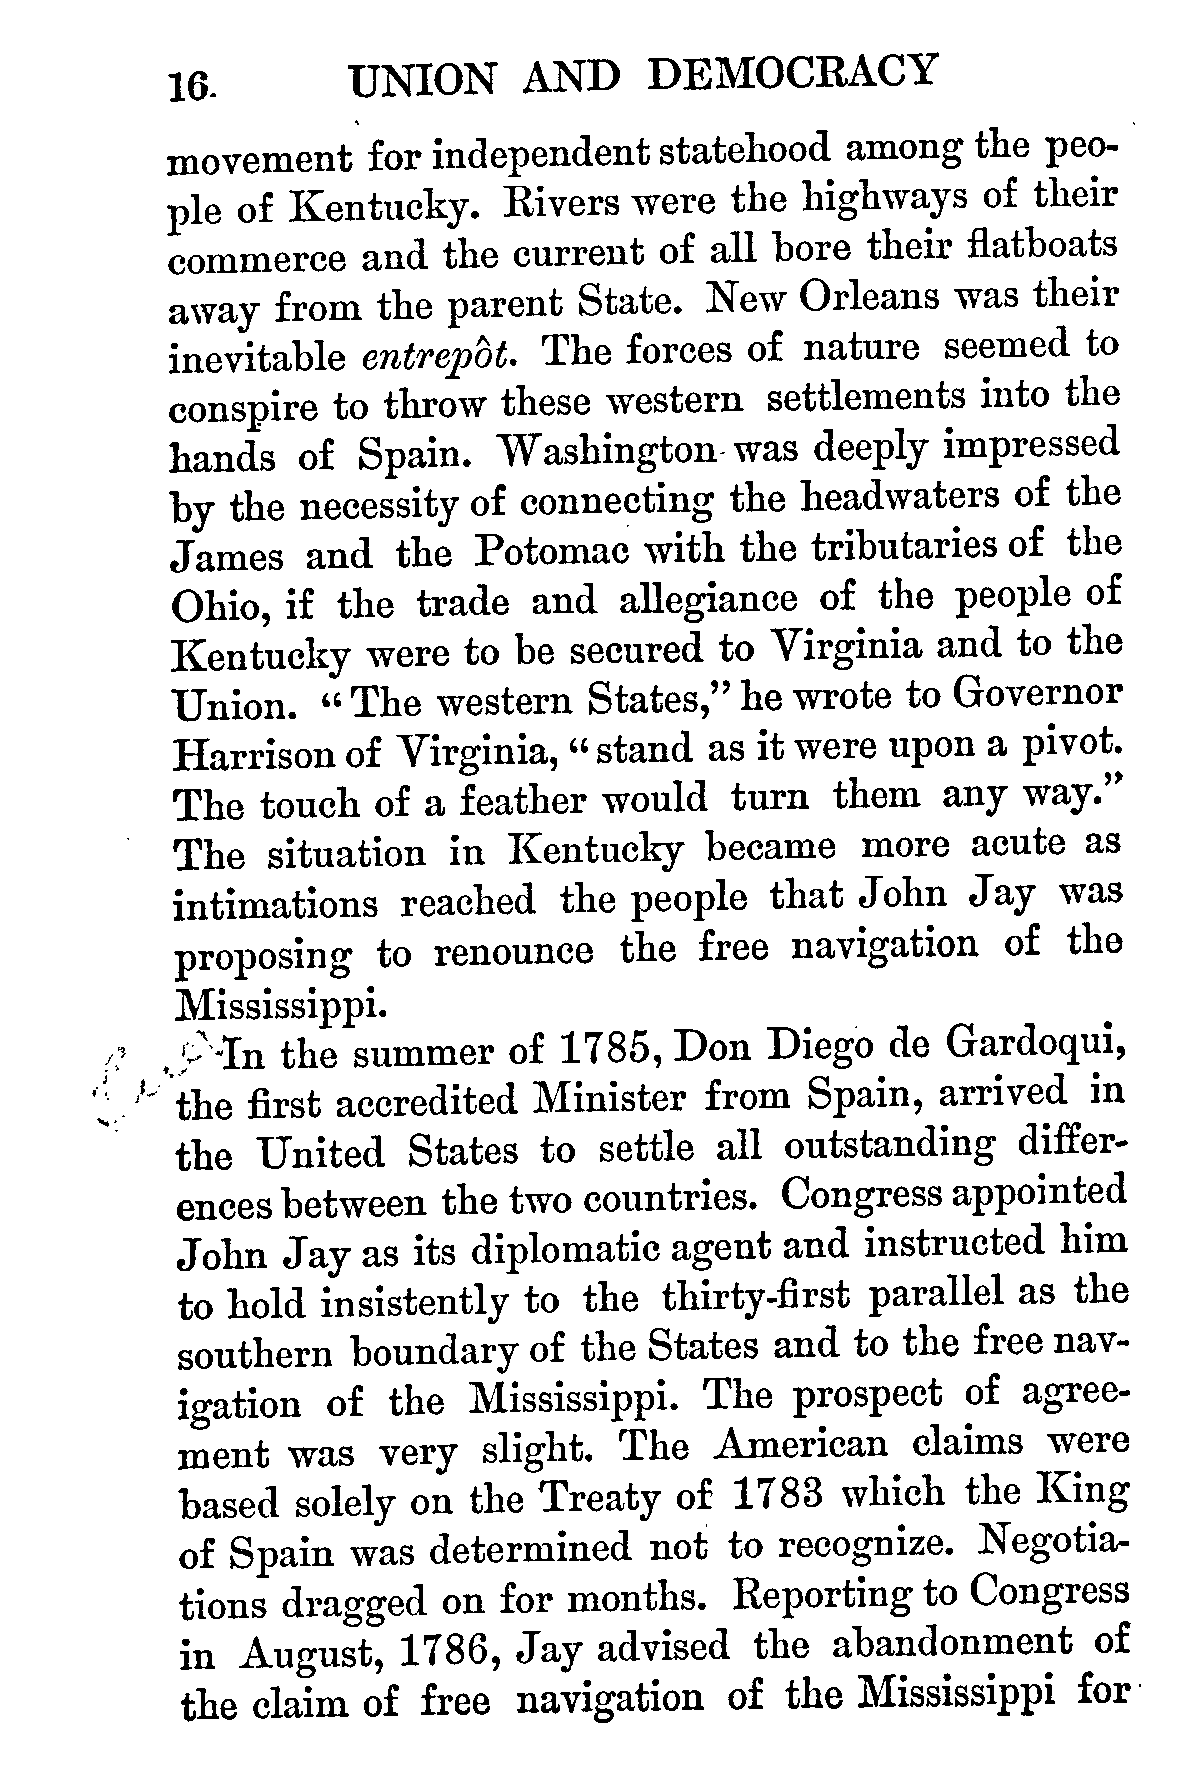 16. UNION AND DEMOCRACY
movement for independent statehood among the peo-
ple of Kentucky. Rivers were the highways of their
commerce and the current of all bore their flatboats
away from the parent State. New Orleans was their
inevitable entrepôt. The forces of nature seemed to
conspire to throw these western settlements into the
hands of Spain. Washington was deeply impressed
by the necessity of connecting the headwaters of the
James and the Potomac with the tributaries of the
Ohio, if the trade and allegiance of the people of
Kentucky were to be secured to Virginia and to the
Union. “The western States,” he wrote to Governor
Harrison of Virginia, “stand as it were upon a pivot.
The touch of a feather would turn them any way.”
The situation in Kentucky became more acute as
intimations reached the people that John Jay was
proposing to renounce the free navigation of the
Mississippi.
In the summer of 1785, Don Diego de Gardoqui,
the first accredited Minister from Spain, arrived in
the United States to settle all outstanding differ-
ences between the two countries. Congress appointed
John Jay as its diplomatic agent and instructed him
to hold insistently to the thirty-first parallel as the
southern boundary of the States and to the free nav-
igation of the Mississippi. The prospect of agree-
ment was very slight. The American claims were
based solely on the Treaty of 1783 which the King
of Spain was determined not to recognize. Negotia-
tions dragged on for months. Reporting to Congress
in August, 1786, Jay advised the abandonment of
the claim of free navigation of the Mississippi for